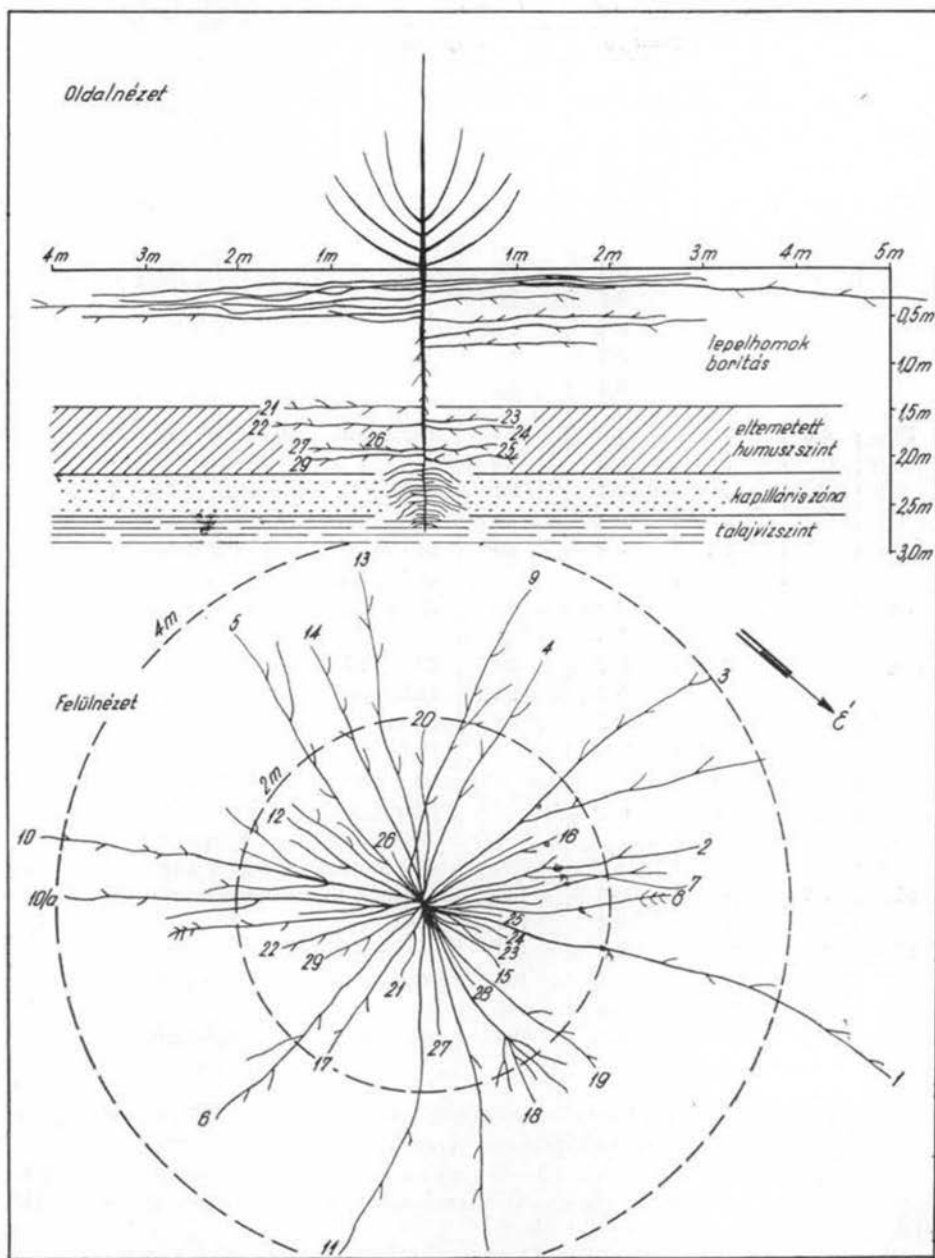 Oldalnézet
4m 3m 2m 1m 1m 2m 3m 4m 5m
0,5m
lepelhomok
borítás
1,0m
21 23 1,5m
22 24 eltemetett
27 26 25 humuszszint
29 2,0m
kapilláris zóna
2,5m
talajvízszint
3,0m
13 9
4m 5 14 4
3
Felülnézet
É
20
2m
12 26 16
10 2
7
10/a 8
25
22 24
29 23
21 15
28
27
17 19
6 18 1
11